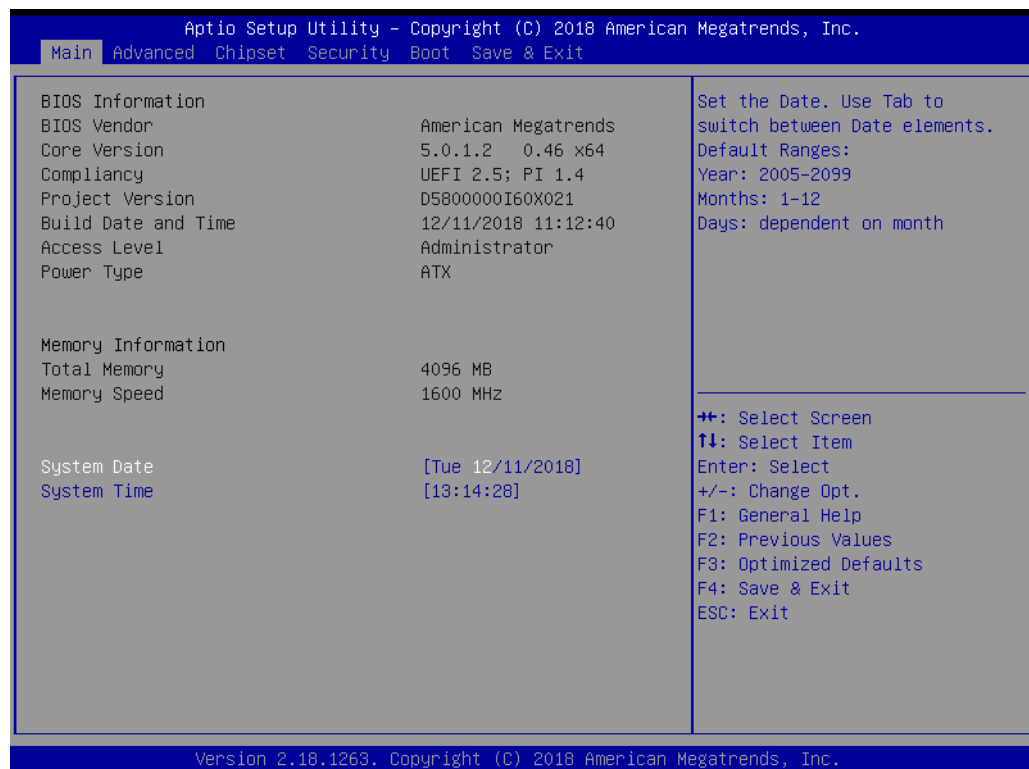 Aptio Setup Utility – Copyright (C) 2018 American Megatrends, Inc.
Main Advanced Chipset Security Boot Save & Exit
BIOS Information
BIOS Vendor American Megatrends
Core Version 5.0.1.2 0.46 x64
Compliancy UEFI 2.5; PI 1.4
Project Version D5800000I60X021
Build Date and Time 12/11/2018 11:12:40
Access Level Administrator
Power Type ATX
Memory Information
Total Memory 4096 MB
Memory Speed 1600 MHz
System Date [Tue 12/11/2018]
System Time [13:14:28]
Set the Date. Use Tab to
switch between Date elements.
Default Ranges:
Year: 2005-2099
Months: 1-12
Days: dependent on month
→←: Select Screen
↑↓: Select Item
Enter: Select
+/-: Change Opt.
F1: General Help
F2: Previous Values
F3: Optimized Defaults
F4: Save & Exit
ESC: Exit
Version 2.18.1263. Copyright (C) 2018 American Megatrends, Inc.